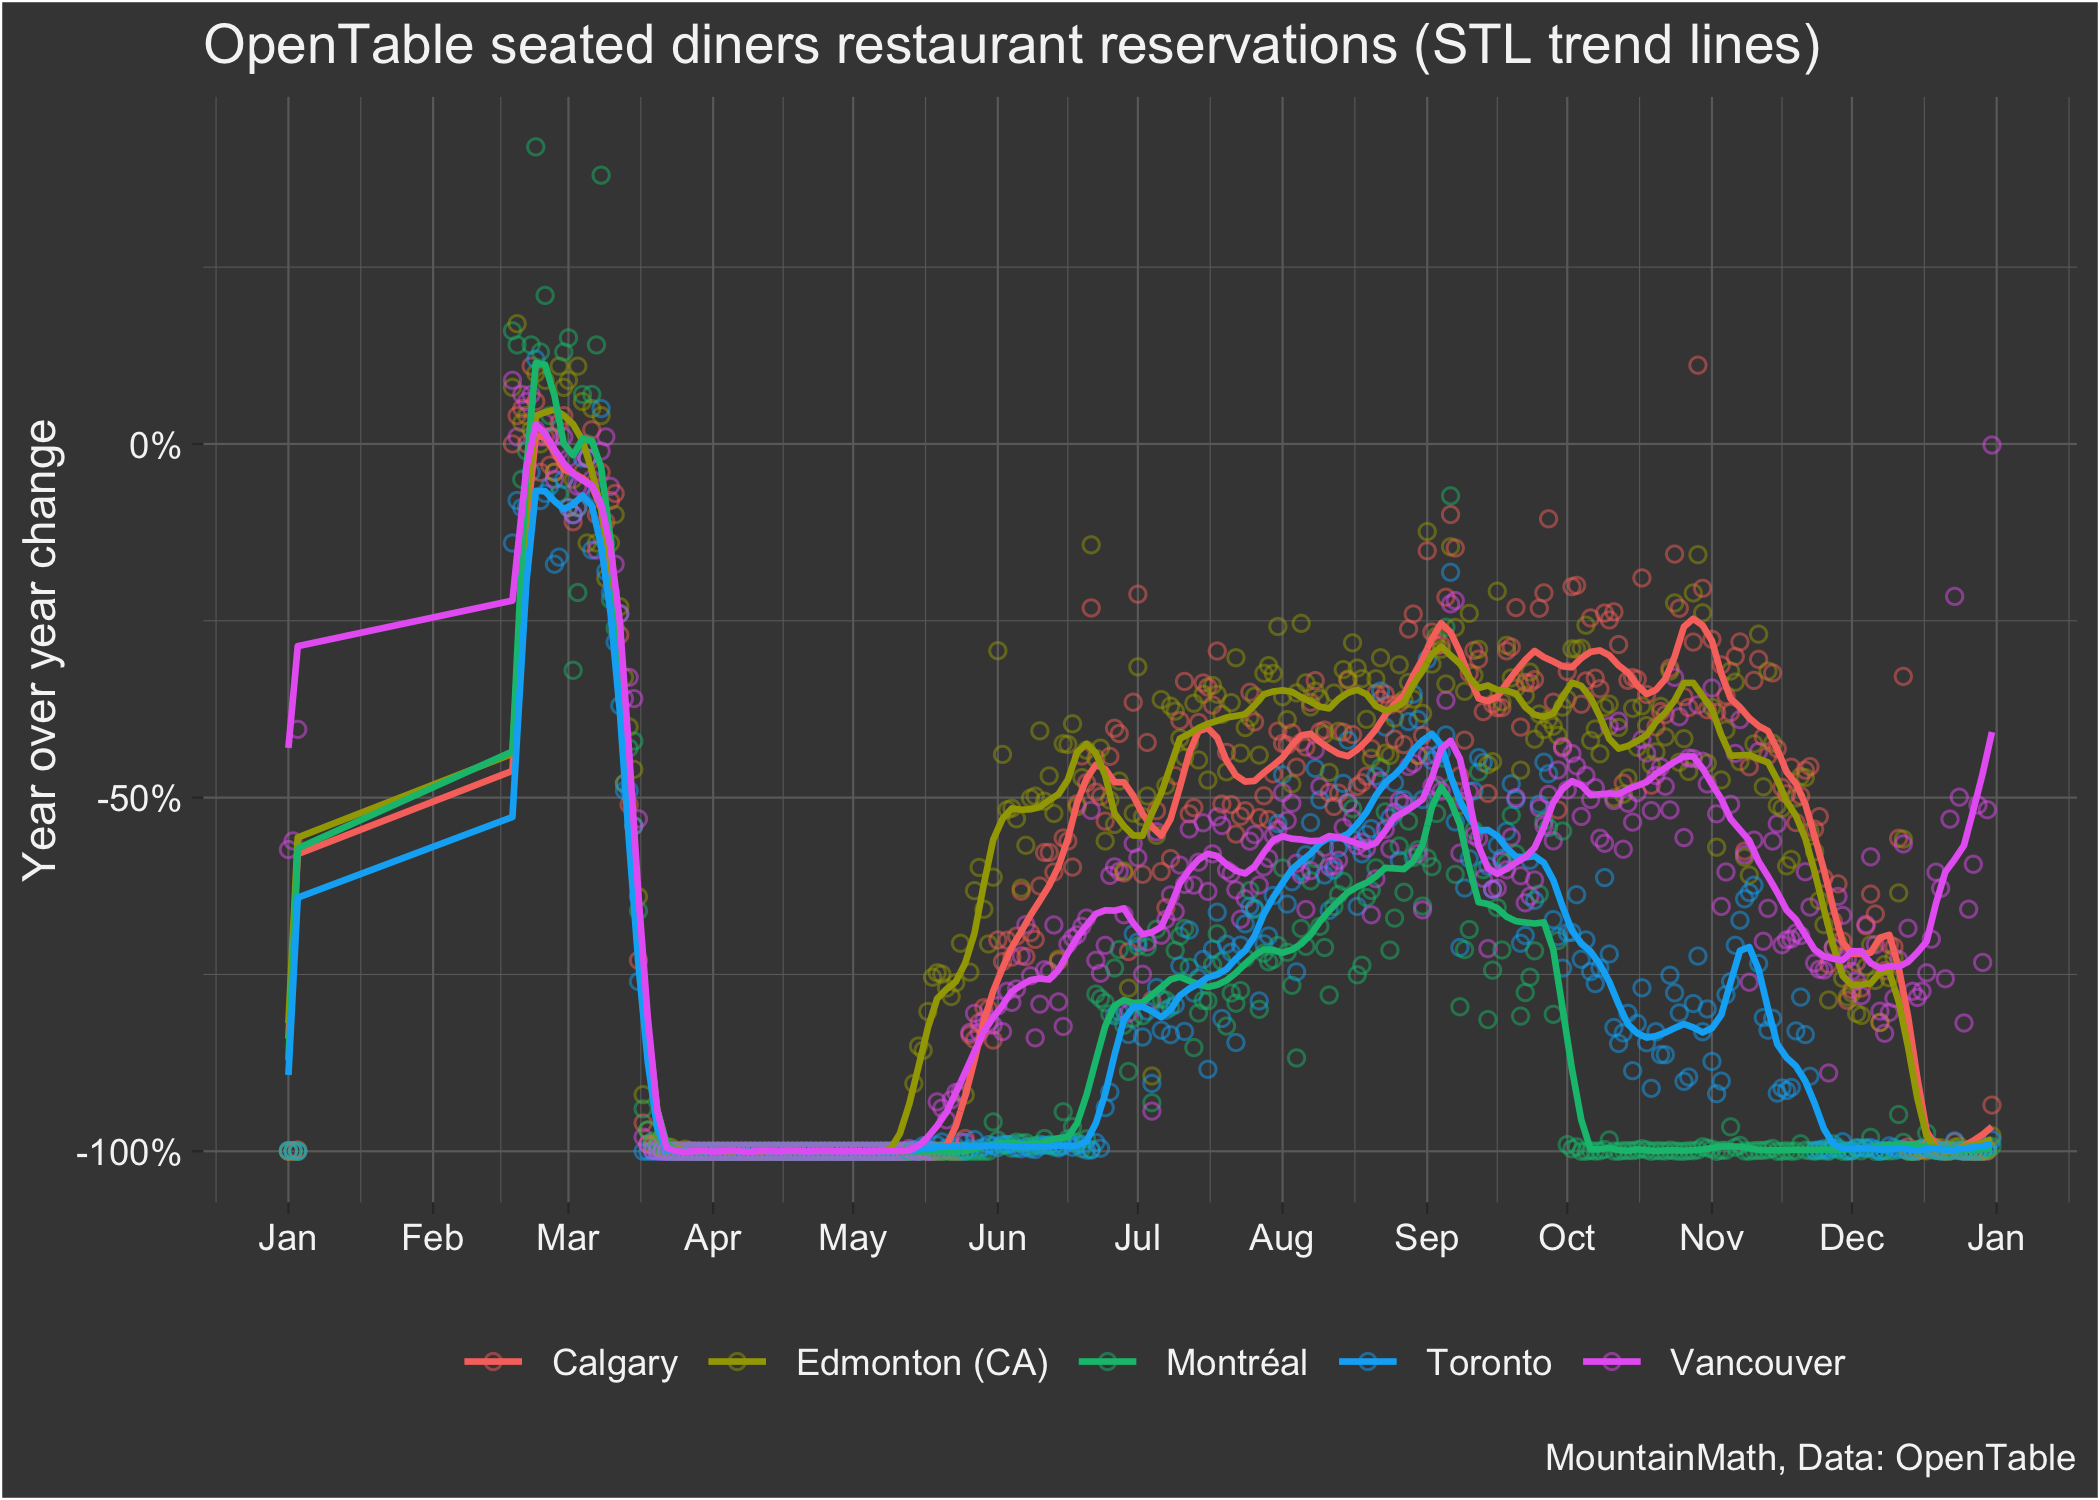 OpenTable seated diners restaurant reservations (STL trend lines)
Year over year change
0%
-50%
-100%
Jan Feb Mar Apr May Jun Jul Aug Sep Oct Nov Dec Jan
Calgary Edmonton (CA) Montréal Toronto Vancouver
MountainMath, Data: OpenTable